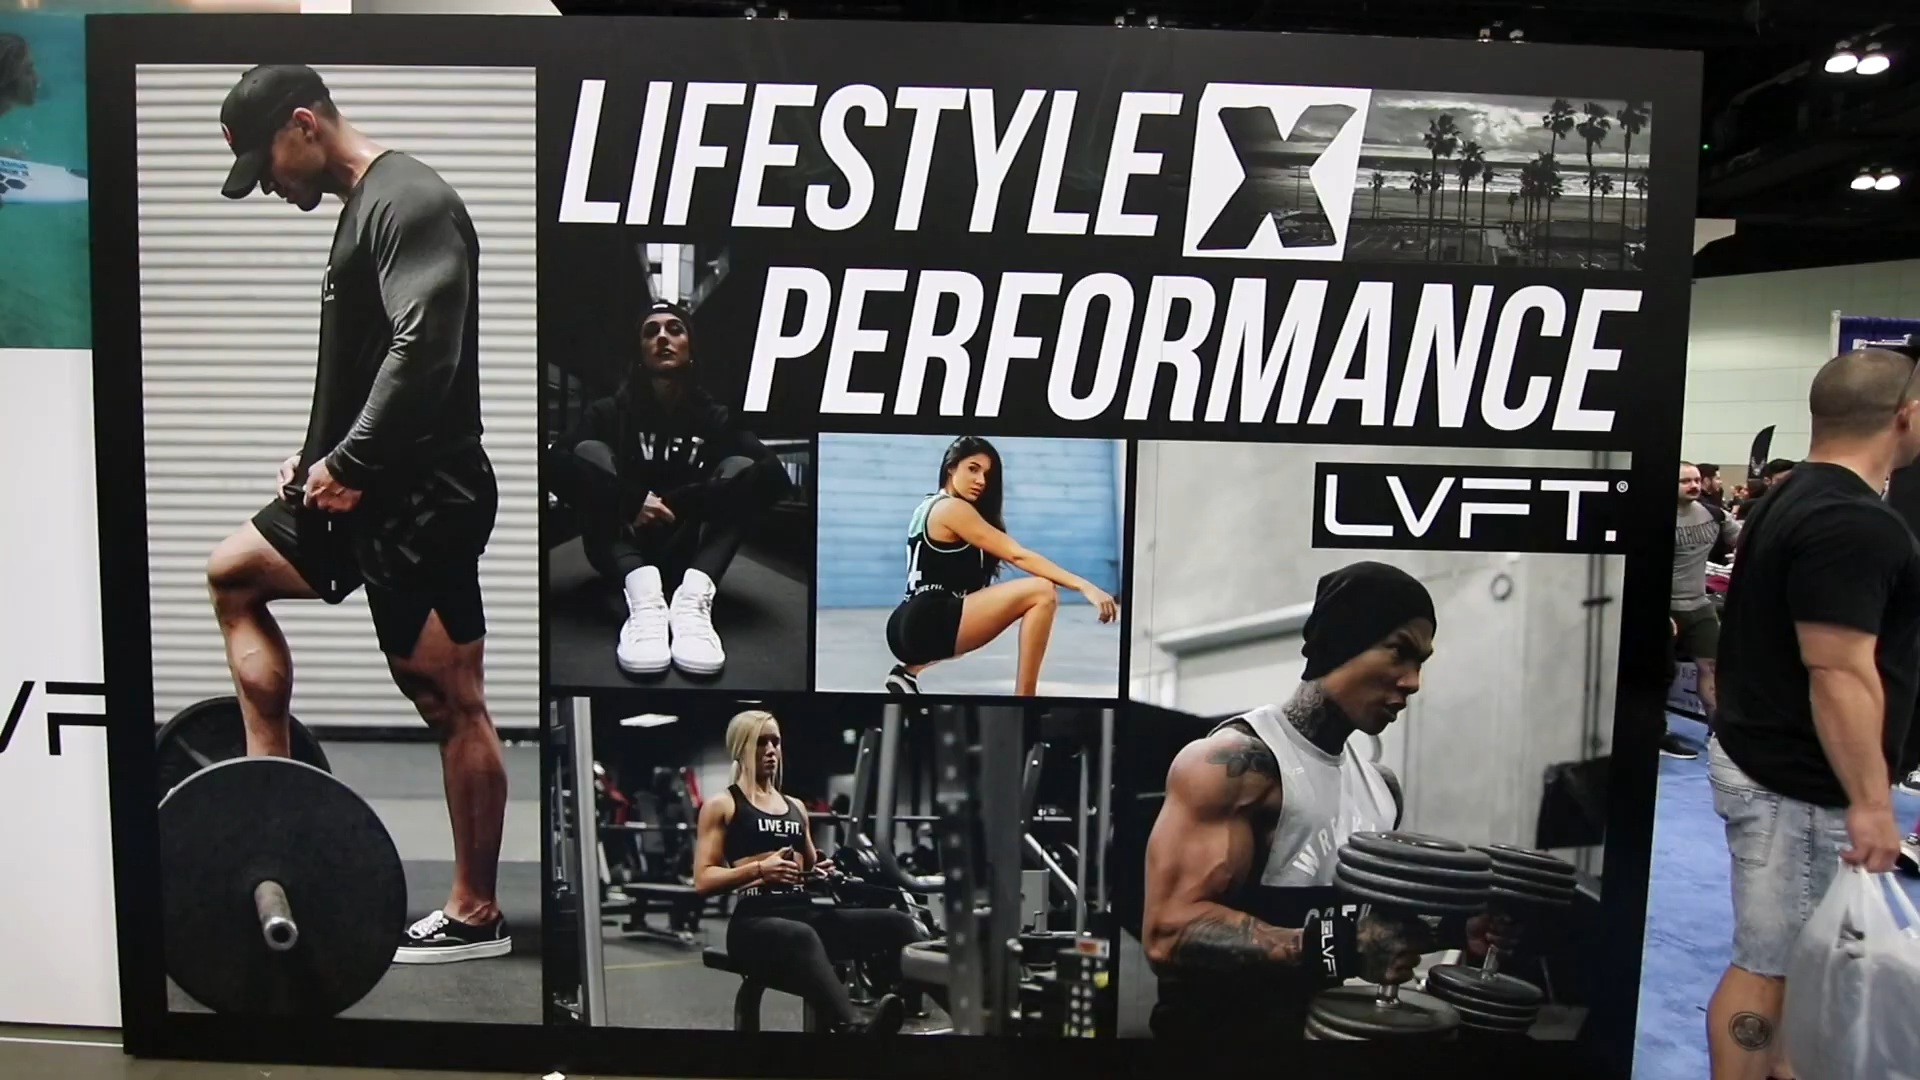 LIFESTYLE X
PERFORMANCE
LVFT.®
LVFT.
LIVE FIT.
LVFT